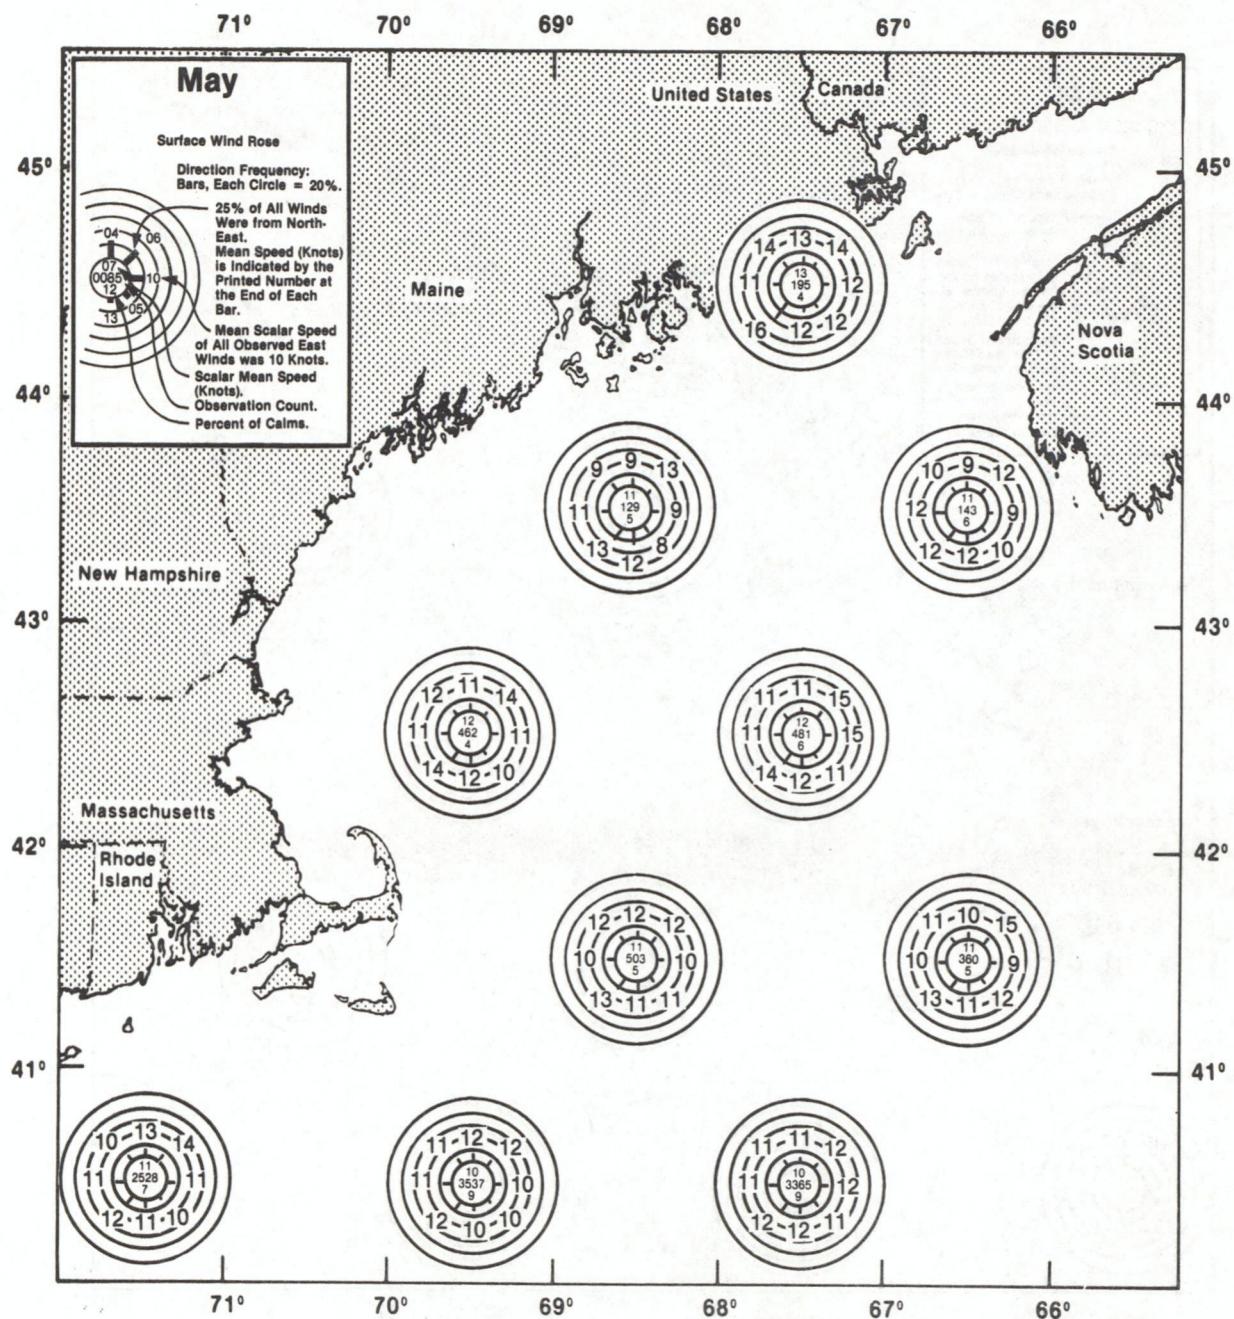 71° 70° 69° 68° 67° 66°
May
Surface Wind Rose
Direction Frequency:
Bars, Each Circle = 20%.
25% of All Winds
Were from North-
East.
Mean Speed (Knots)
is Indicated by the
Printed Number at
the End of Each
Bar.
Mean Scalar Speed
of All Observed East
Winds was 10 Knots.
Scalar Mean Speed
(Knots).
Observation Count.
Percent of Calms.
04 06
07
0085 10
12 05
13
United States Canada
45° 45°
Maine
Nova
Scotia
14 13 14
13
11 195 12
4
16 12 12
44° 44°
9 9 13
11
11 129 9
5
13 12 8
10 9 12
11
12 143 9
6
12 12 10
New Hampshire
43° 43°
12 11 14
12
11 462 11
4
14 12 10
11 11 15
12
11 481 15
6
14 12 11
Massachusetts
42° 42°
Rhode
Island
12 12 12
11
10 503 10
5
13 11 11
11 10 15
11
10 360 9
5
13 11 12
41° 41°
10 13 14
11
11 2528 11
7
12 11 10
11 12 12
10
11 3537 10
9
12 10 10
11 11 12
10
11 3365 12
9
12 12 11
71° 70° 69° 68° 67° 66°